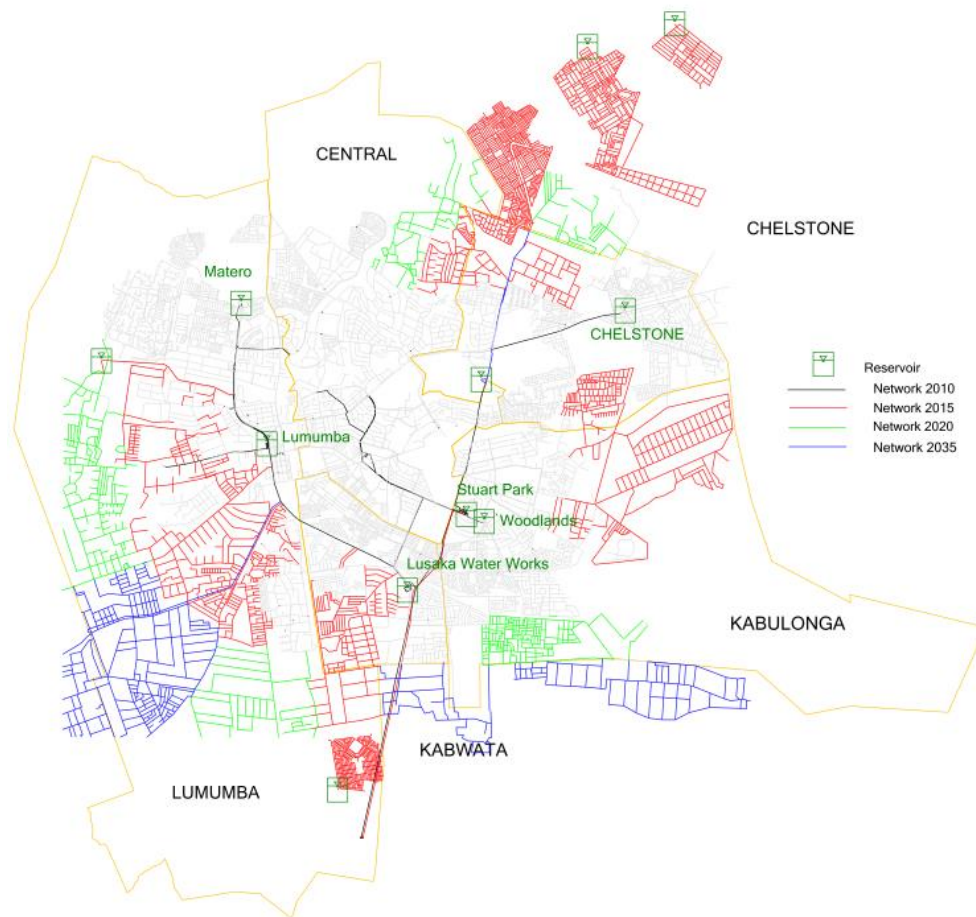 CENTRAL
CHELSTONE
Matero
CHELSTONE
Reservoir
Network 2010
Network 2015
Network 2020
Network 2035
Lumumba
Stuart Park
Woodlands
Lusaka Water Works
KABULONGA
KABWATA
LUMUMBA